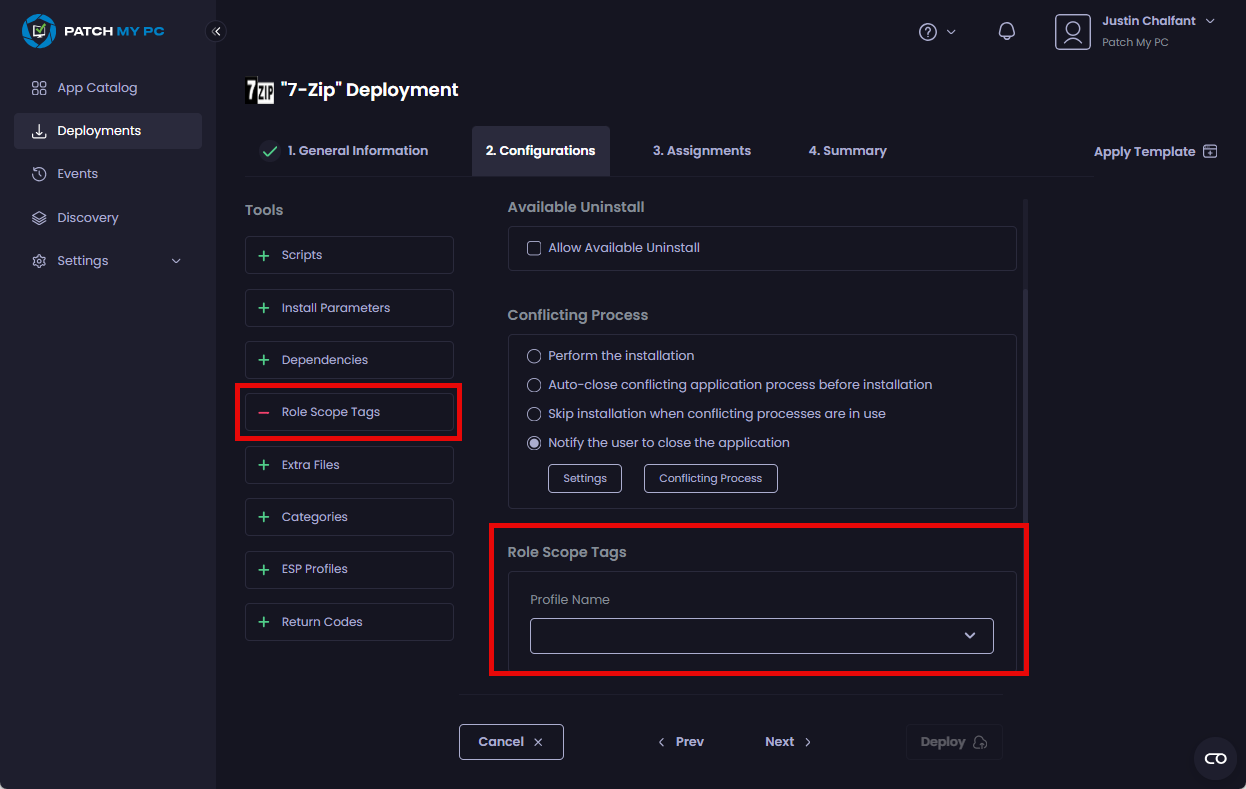 PATCH MY PC
Justin Chalfant
Patch My PC
App Catalog
Deployments
Events
Discovery
Settings
7ZIP "7-Zip" Deployment
1. General Information
2. Configurations
3. Assignments
4. Summary
Apply Template
Tools
Scripts
Install Parameters
Dependencies
Role Scope Tags
Extra Files
Categories
ESP Profiles
Return Codes
Available Uninstall
Allow Available Uninstall
Conflicting Process
Perform the installation
Auto-close conflicting application process before installation
Skip installation when conflicting processes are in use
Notify the user to close the application
Settings
Conflicting Process
Role Scope Tags
Profile Name
Cancel
Prev
Next
Deploy